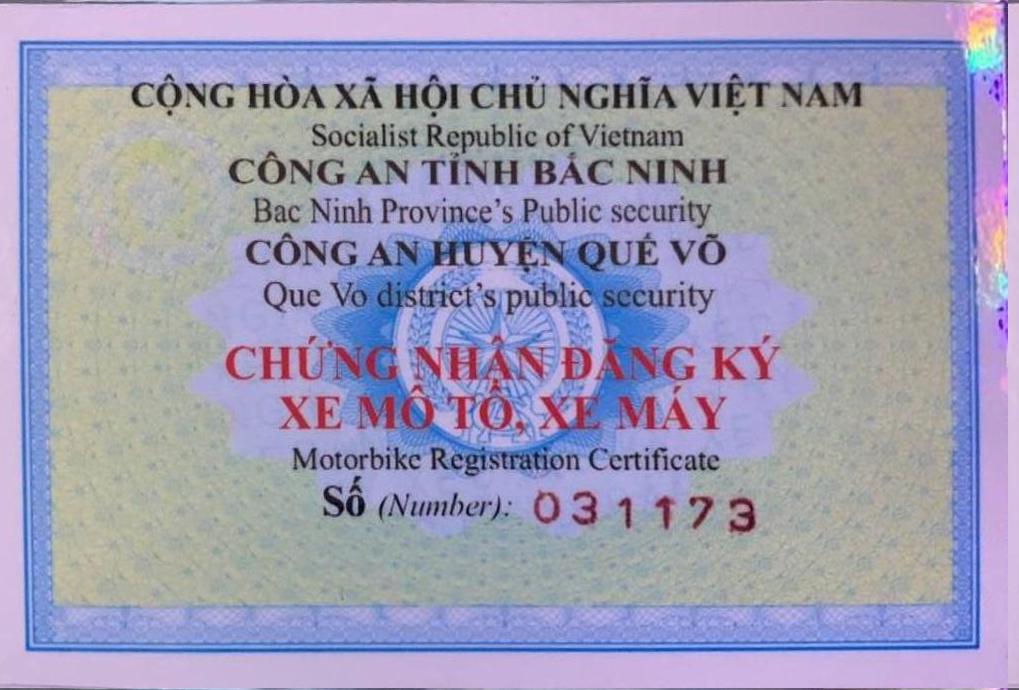 CỘNG HÒA XÃ HỘI CHỦ NGHĨA VIỆT NAM
Socialist Republic of Vietnam
CÔNG AN TỈNH BẮC NINH
Bac Ninh Province's Public security
CÔNG AN HUYỆN QUẾ VÕ
Que Vo district's public security
CHỨNG NHẬN ĐĂNG KÝ
XE MÔ TÔ, XE MÁY
Motorbike Registration Certificate
Số (Number): 031173